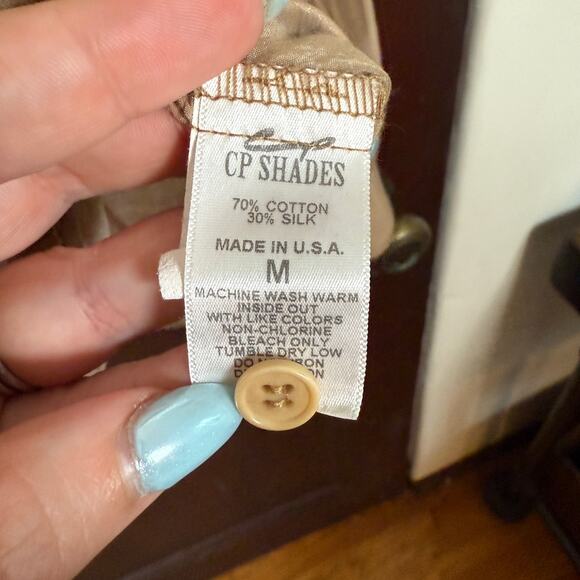 CP SHADES
70% COTTON
30% SILK
MADE IN U.S.A.
M
MACHINE WASH WARM
INSIDE OUT
WITH LIKE COLORS
NON-CHLORINE
BLEACH ONLY
TUMBLE DRY LOW